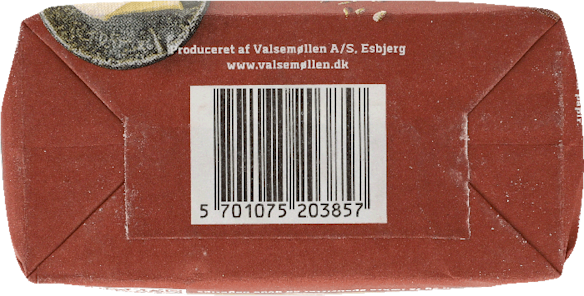 Produceret af Valsemøllen A/S, Esbjerg
www.valsemøllen.dk
5 701075 203857